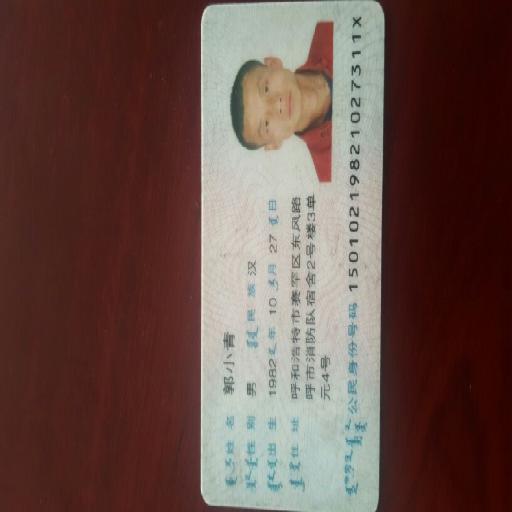 姓名 郭小青
性别 男 民族 汉
出生 1982 年 10 月 27 日
住址 呼和浩特市赛罕区东风路
呼市消防队宿舍2号楼3单
元4号
公民身份号码 15010219821027311X